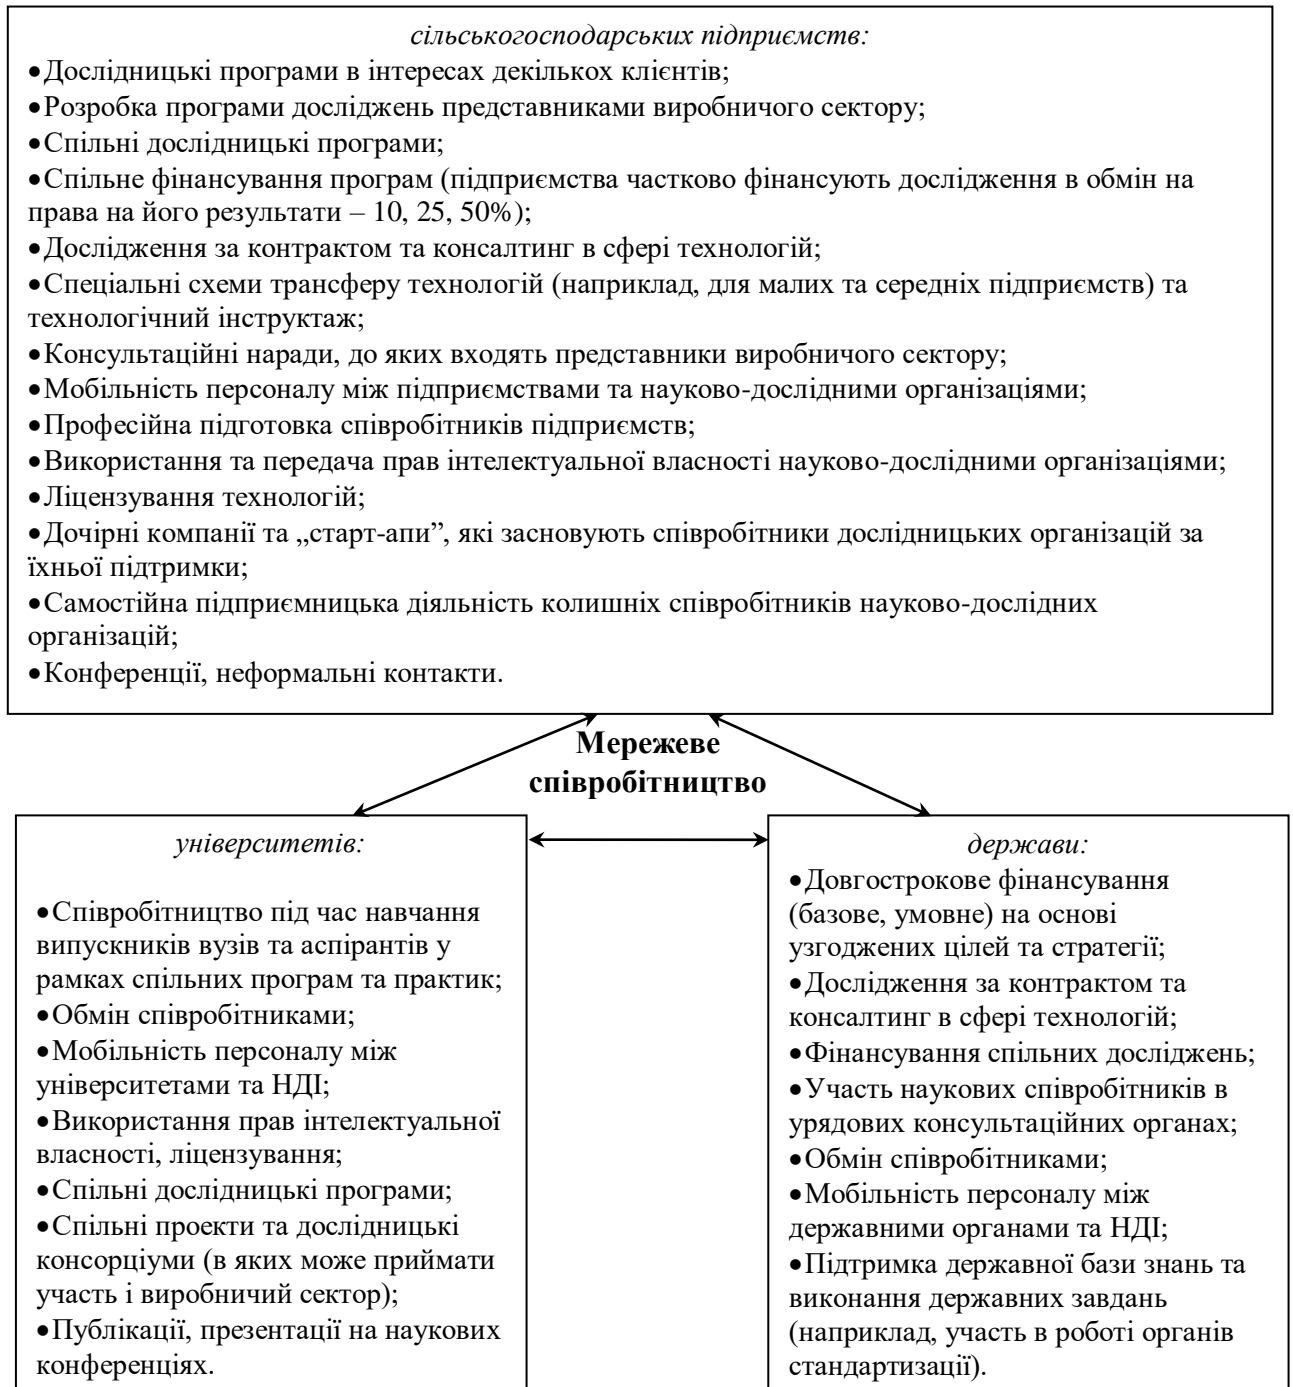 сільськогосподарських підприємств:
•Дослідницькі програми в інтересах декількох клієнтів;
•Розробка програми досліджень представниками виробничого сектору;
•Спільні дослідницькі програми;
•Спільне фінансування програм (підприємства частково фінансують дослідження в обмін на
права на його результати – 10, 25, 50%);
•Дослідження за контрактом та консалтинг в сфері технологій;
•Спеціальні схеми трансферу технологій (наприклад, для малих та середніх підприємств) та
технологічний інструктаж;
•Консультаційні наради, до яких входять представники виробничого сектору;
•Мобільність персоналу між підприємствами та науково-дослідними організаціями;
•Професійна підготовка співробітників підприємств;
•Використання та передача прав інтелектуальної власності науково-дослідними організаціями;
•Ліцензування технологій;
•Дочірні компанії та „старт-апи”, які засновують співробітники дослідницьких організацій за
їхньої підтримки;
•Самостійна підприємницька діяльність колишніх співробітників науково-дослідних
організацій;
•Конференції, неформальні контакти.
Мережеве
співробітництво
університетів:
•Співробітництво під час навчання
випускників вузів та аспірантів у
рамках спільних програм та практик;
•Обмін співробітниками;
•Мобільність персоналу між
університетами та НДІ;
•Використання прав інтелектуальної
власності, ліцензування;
•Спільні дослідницькі програми;
•Спільні проекти та дослідницькі
консорціуми (в яких може приймати
участь і виробничий сектор);
•Публікації, презентації на наукових
конференціях.
держави:
•Довгострокове фінансування
(базове, умовне) на основі
узгоджених цілей та стратегії;
•Дослідження за контрактом та
консалтинг в сфері технологій;
•Фінансування спільних досліджень;
•Участь наукових співробітників в
урядових консультаційних органах;
•Обмін співробітниками;
•Мобільність персоналу між
державними органами та НДІ;
•Підтримка державної бази знань та
виконання державних завдань
(наприклад, участь в роботі органів
стандартизації).